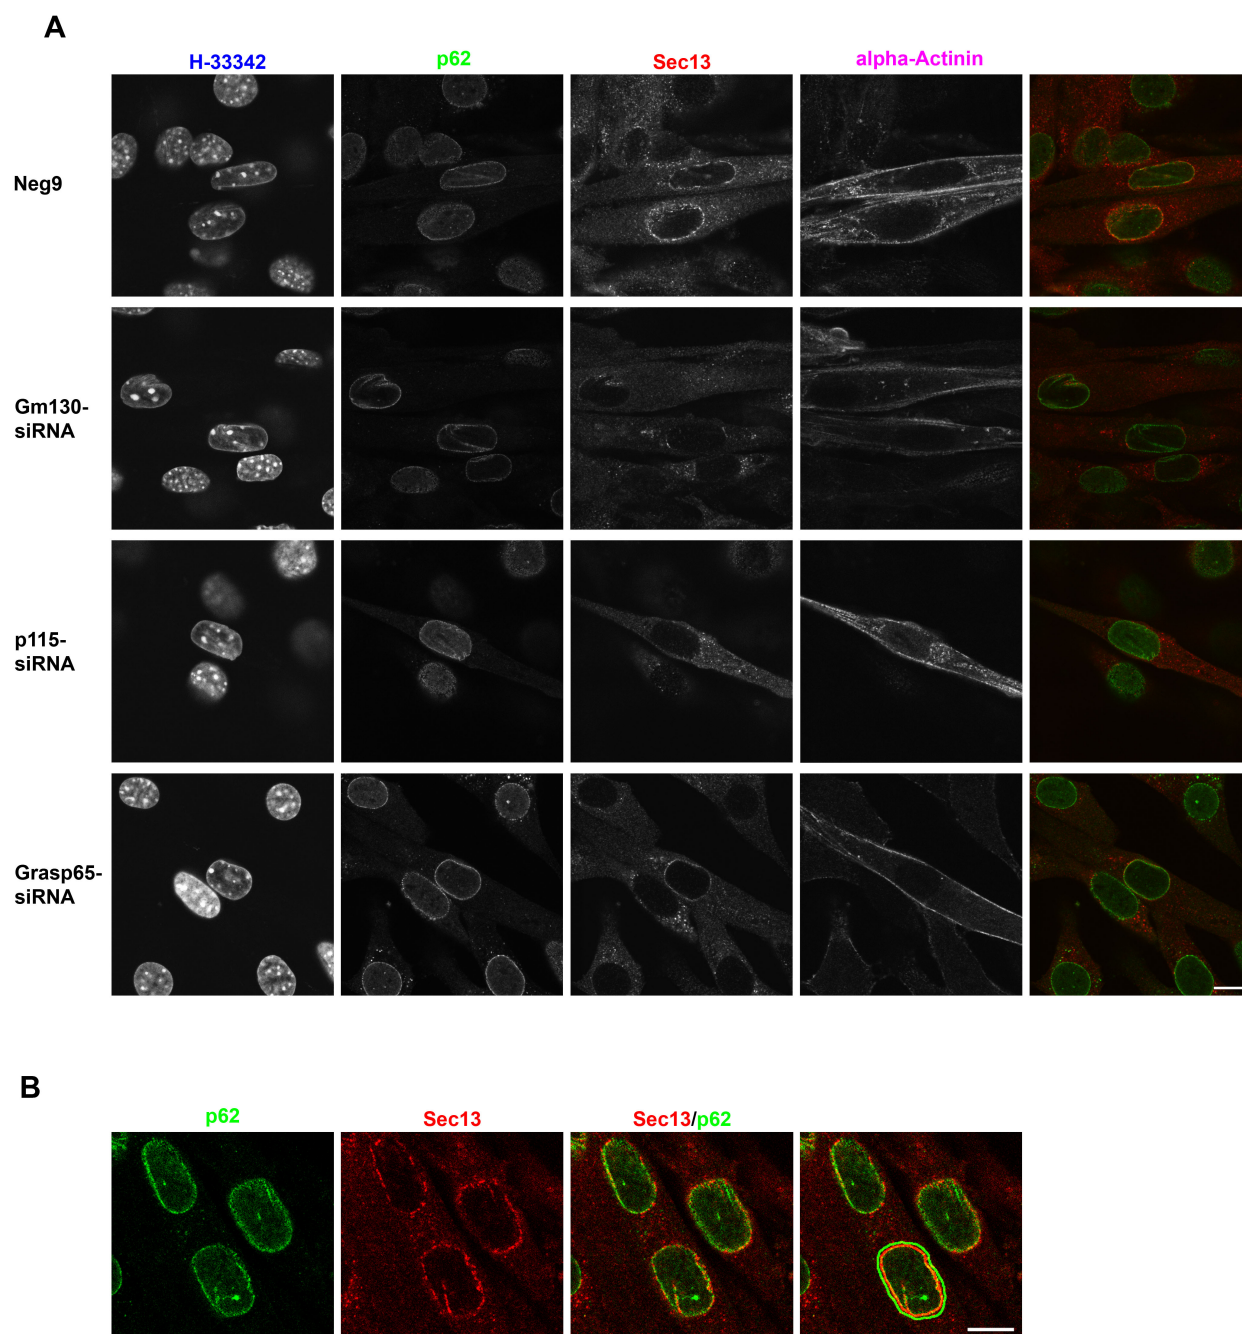 A
H-33342
p62
Sec13
alpha-Actinin
Neg9
Gm130-
siRNA
p115-
siRNA
Grasp65-
siRNA
B
p62
Sec13
Sec13/p62